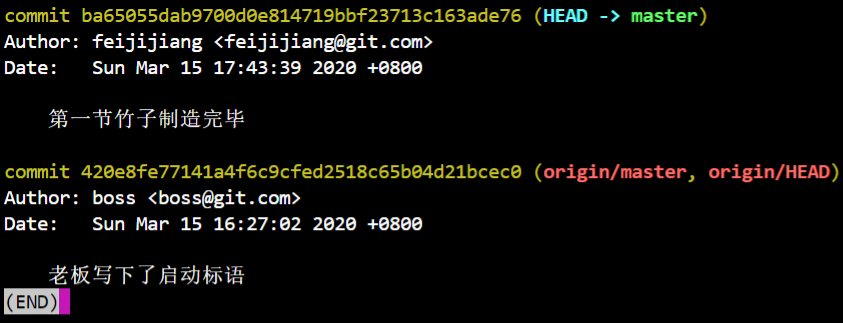 commit ba65055dab9700d0e814719bbf23713c163ade76 (HEAD -> master)
Author: feijijiang <feijijiang@git.com>
Date:   Sun Mar 15 17:43:39 2020 +0800
第一节竹子制造完毕
commit 420e8fe77141a4f6c9cfed2518c65b04d21bcec0 (origin/master, origin/HEAD)
Author: boss <boss@git.com>
Date:   Sun Mar 15 16:27:02 2020 +0800
老板写下了启动标语
(END)